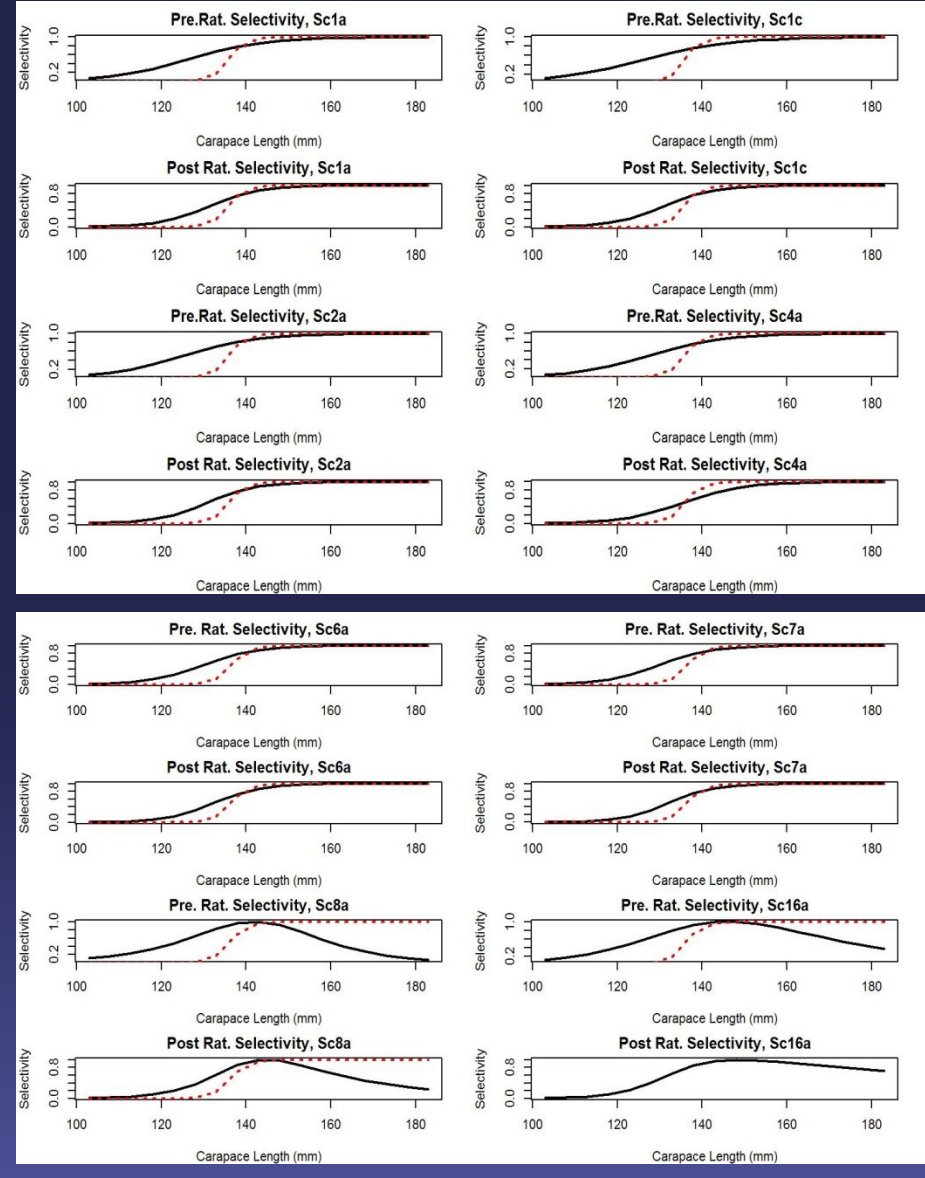 Pre.Rat. Selectivity, Sc1a
Selectivity
1.0
0.2
100 120 140 160 180
Carapace Length (mm)
Pre.Rat. Selectivity, Sc1c
Selectivity
1.0
0.2
100 120 140 160 180
Carapace Length (mm)
Post Rat. Selectivity, Sc1a
Selectivity
0.8
0.0
100 120 140 160 180
Carapace Length (mm)
Post Rat. Selectivity, Sc1c
Selectivity
0.8
0.0
100 120 140 160 180
Carapace Length (mm)
Pre.Rat. Selectivity, Sc2a
Selectivity
1.0
0.2
100 120 140 160 180
Carapace Length (mm)
Pre.Rat. Selectivity, Sc4a
Selectivity
1.0
0.2
100 120 140 160 180
Carapace Length (mm)
Post Rat. Selectivity, Sc2a
Selectivity
0.8
0.0
100 120 140 160 180
Carapace Length (mm)
Post Rat. Selectivity, Sc4a
Selectivity
0.8
0.0
100 120 140 160 180
Carapace Length (mm)
Pre. Rat. Selectivity, Sc6a
Selectivity
0.8
0.0
100 120 140 160 180
Carapace Length (mm)
Pre. Rat. Selectivity, Sc7a
Selectivity
0.8
0.0
100 120 140 160 180
Carapace Length (mm)
Post Rat. Selectivity, Sc6a
Selectivity
0.8
0.0
100 120 140 160 180
Carapace Length (mm)
Post Rat. Selectivity, Sc7a
Selectivity
0.8
0.0
100 120 140 160 180
Carapace Length (mm)
Pre. Rat. Selectivity, Sc8a
Selectivity
1.0
0.2
100 120 140 160 180
Carapace Length (mm)
Pre. Rat. Selectivity, Sc16a
Selectivity
1.0
0.2
100 120 140 160 180
Carapace Length (mm)
Post Rat. Selectivity, Sc8a
Selectivity
0.8
0.0
100 120 140 160 180
Carapace Length (mm)
Post Rat. Selectivity, Sc16a
Selectivity
0.8
0.0
100 120 140 160 180
Carapace Length (mm)